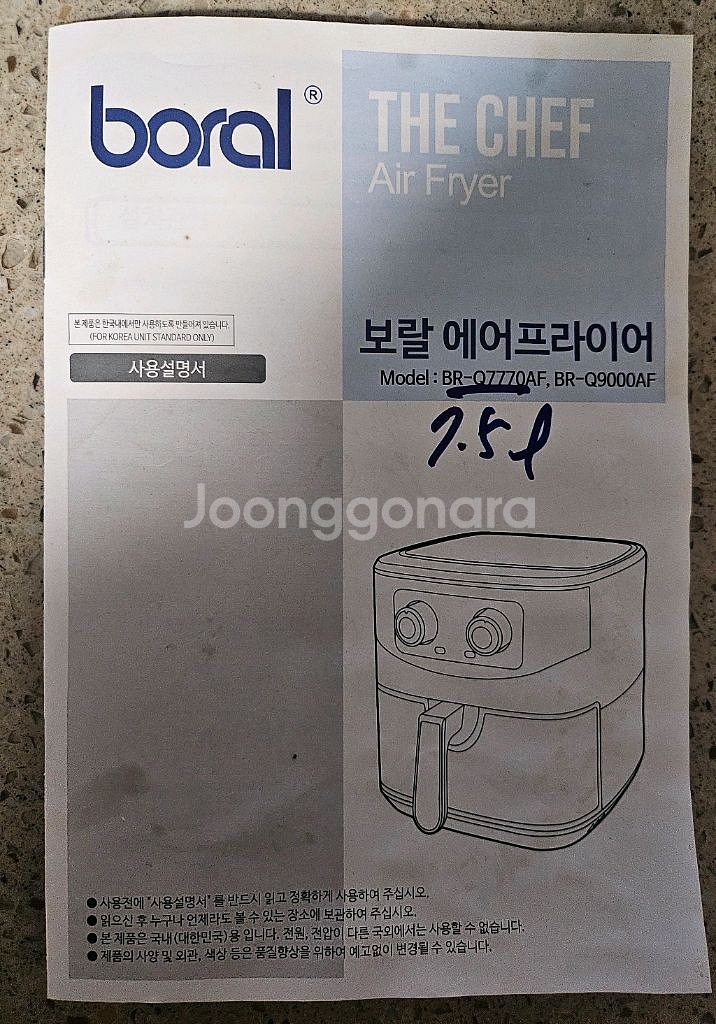 boral ®
THE CHEF
Air Fryer
본 제품은 한국내에서만 사용하도록 만들어져 있습니다.
(FOR KOREA UNIT STANDARD ONLY)
사용설명서
보랄 에어프라이어
Model : BR-Q7770AF, BR-Q9000AF
7.5ℓ
Joonggonara
● 사용전에 "사용설명서" 를 반드시 읽고 정확하게 사용하여 주십시오.
● 읽으신 후 누구나 언제라도 볼 수 있는 장소에 보관하여 주십시오.
● 본 제품은 국내 (대한민국) 용 입니다. 전원, 전압이 다른 국외에서는 사용할 수 없습니다.
● 제품의 사양 및 외관, 색상 등은 품질향상을 위하여 예고없이 변경될 수 있습니다.